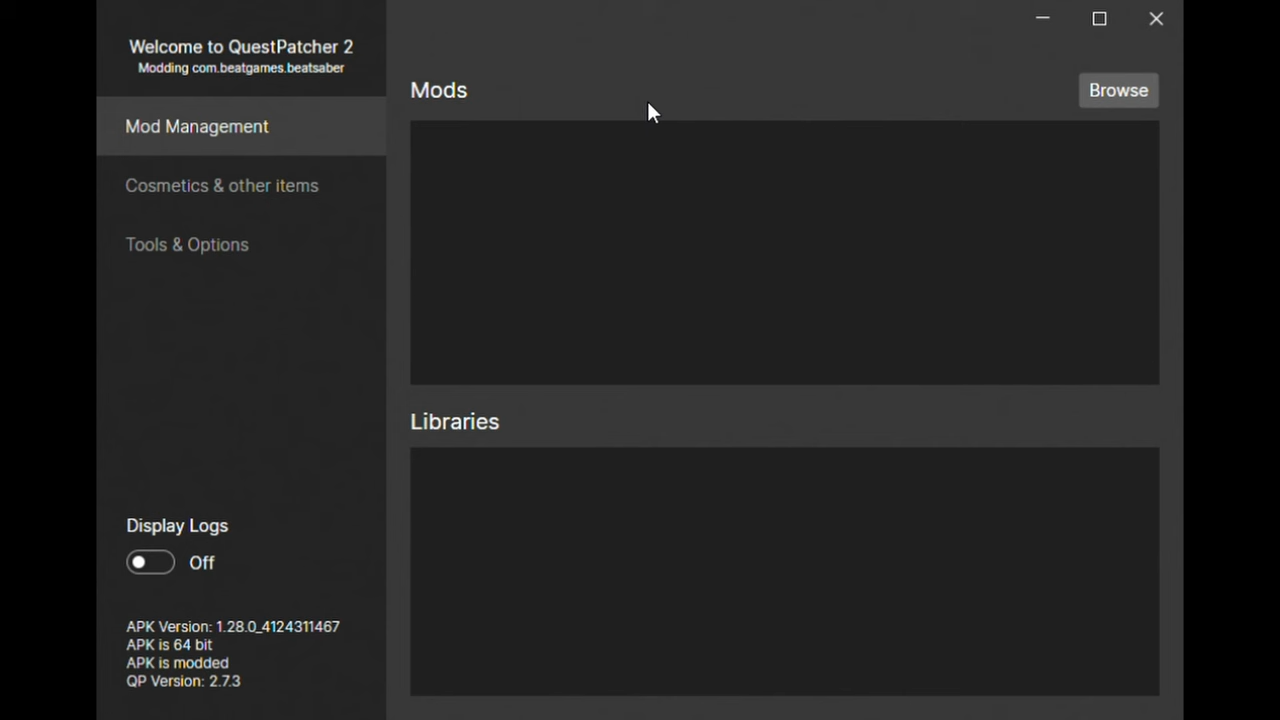 Welcome to QuestPatcher 2
Modding com.beatgames.beatsaber
Mod Management
Cosmetics & other items
Tools & Options
Display Logs
Off
APK Version: 1.28.0_4124311467
APK is 64 bit
APK is modded
QP Version: 2.7.3
Mods
Browse
Libraries